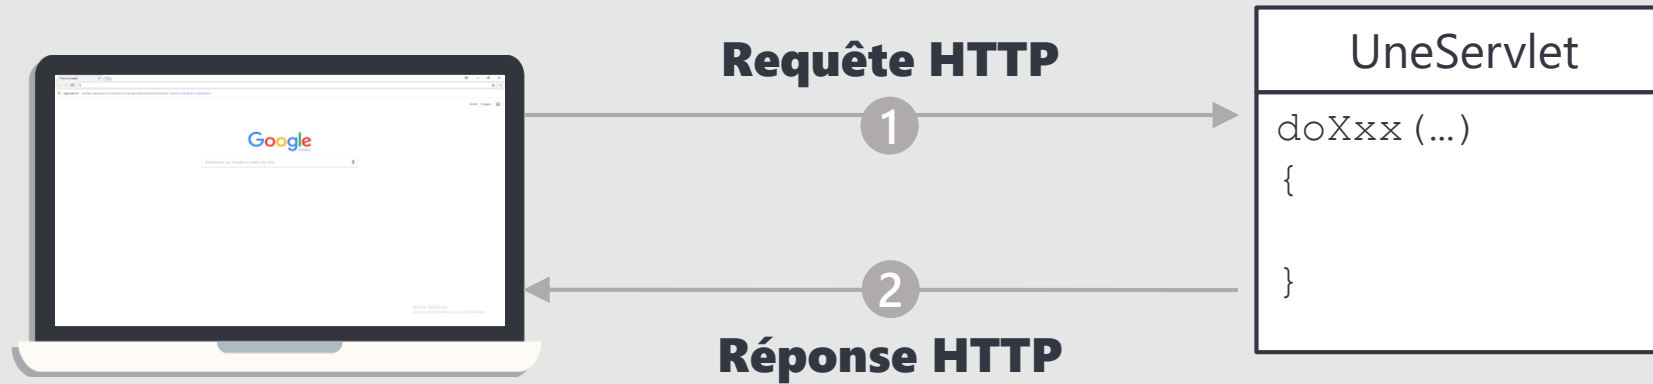 Requête HTTP
UneServlet
1
doXxx(…)
{
Google
}
2
Réponse HTTP